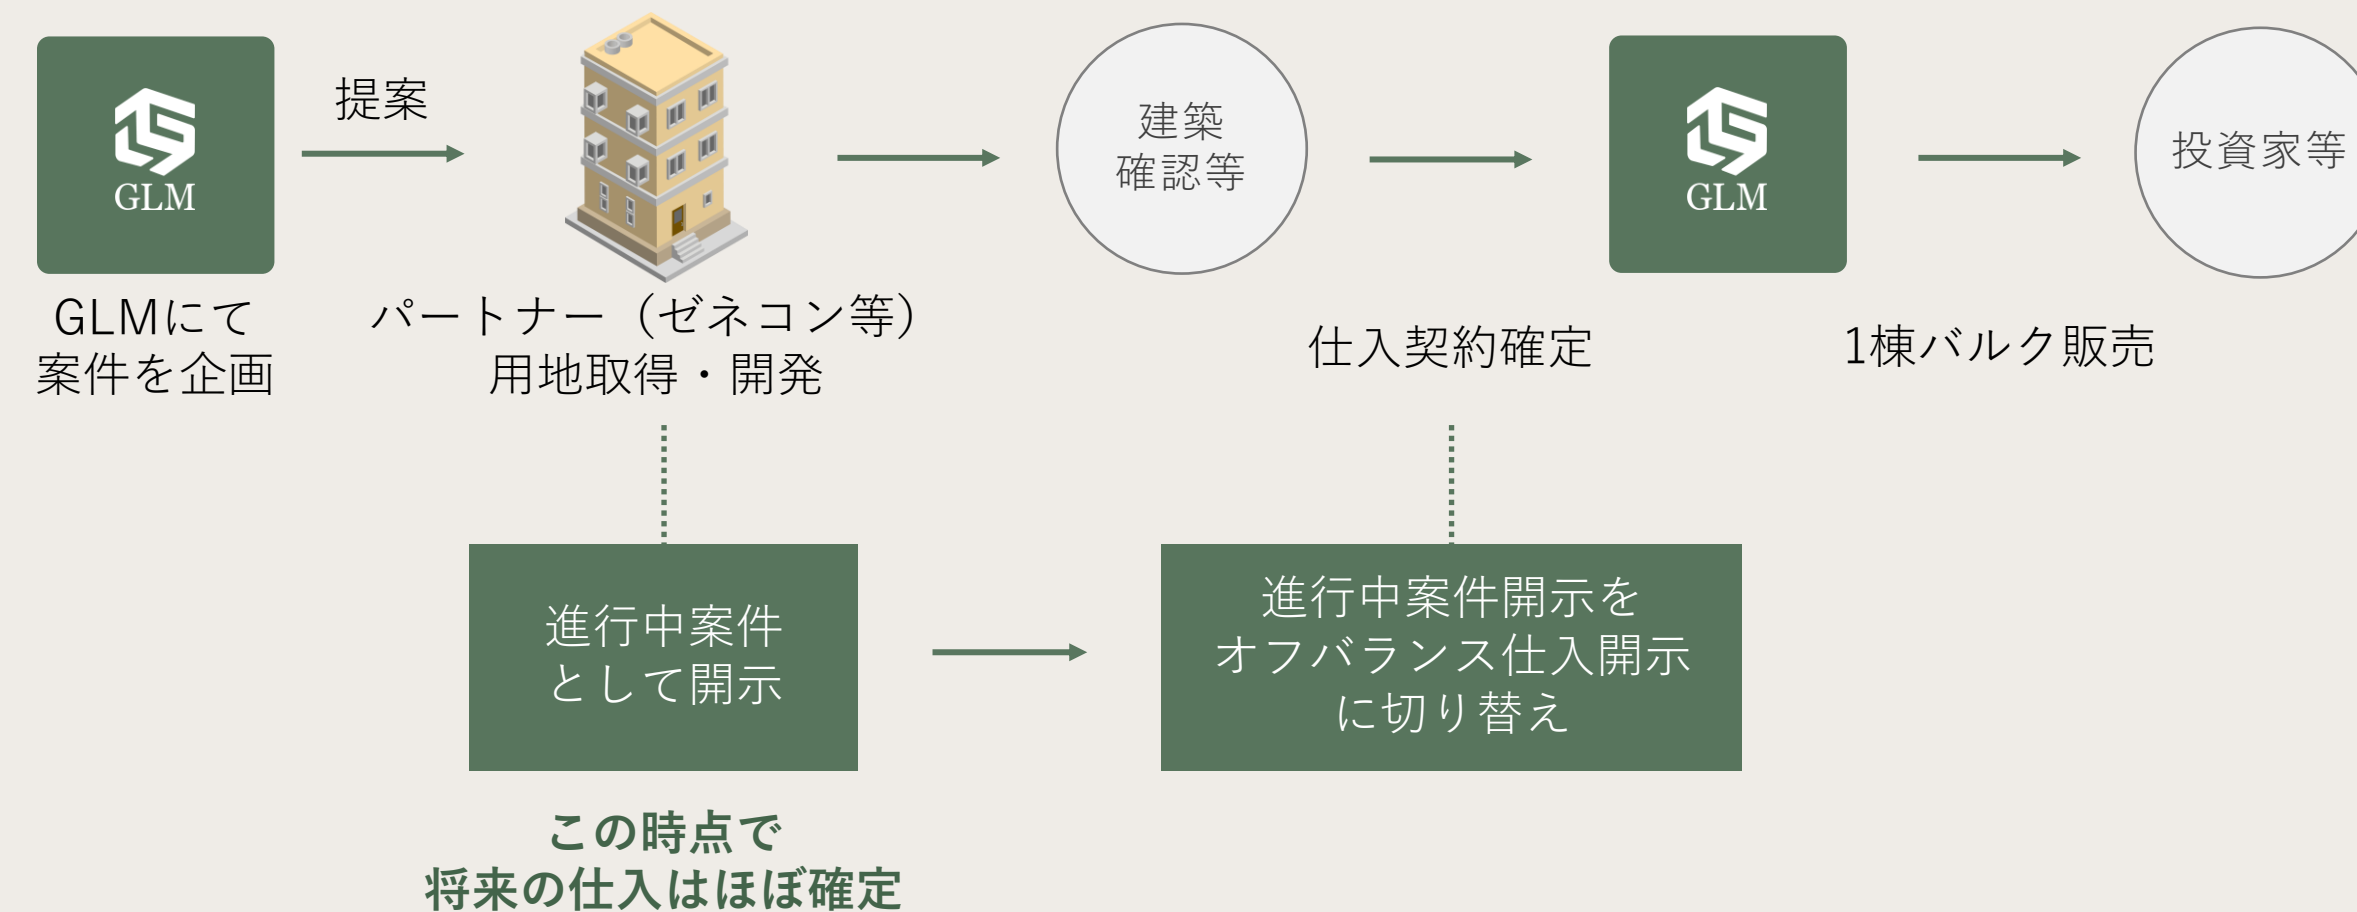 GLM
GLMにて
案件を企画
提案
パートナー（ゼネコン等）
用地取得・開発
建築
確認等
仕入契約確定
GLM
1棟バルク販売
投資家等
進行中案件
として開示
進行中案件開示を
オフバランス仕入開示
に切り替え
この時点で
将来の仕入はほぼ確定